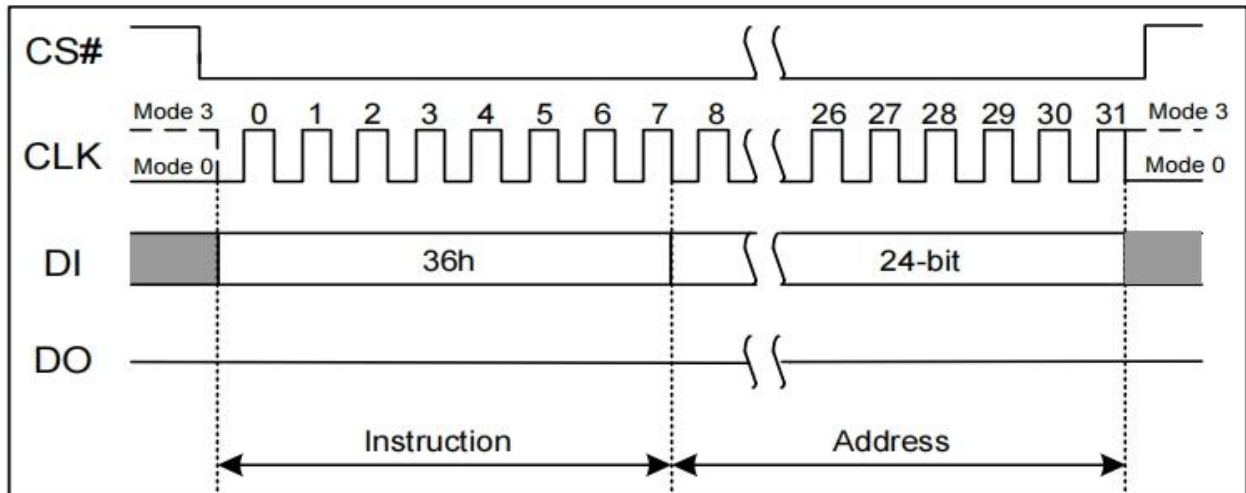 CS#
Mode 3 0 1 2 3 4 5 6 7 8 26 27 28 29 30 31 Mode 3
CLK
Mode 0 Mode 0
DI 36h 24-bit
DO
Instruction Address